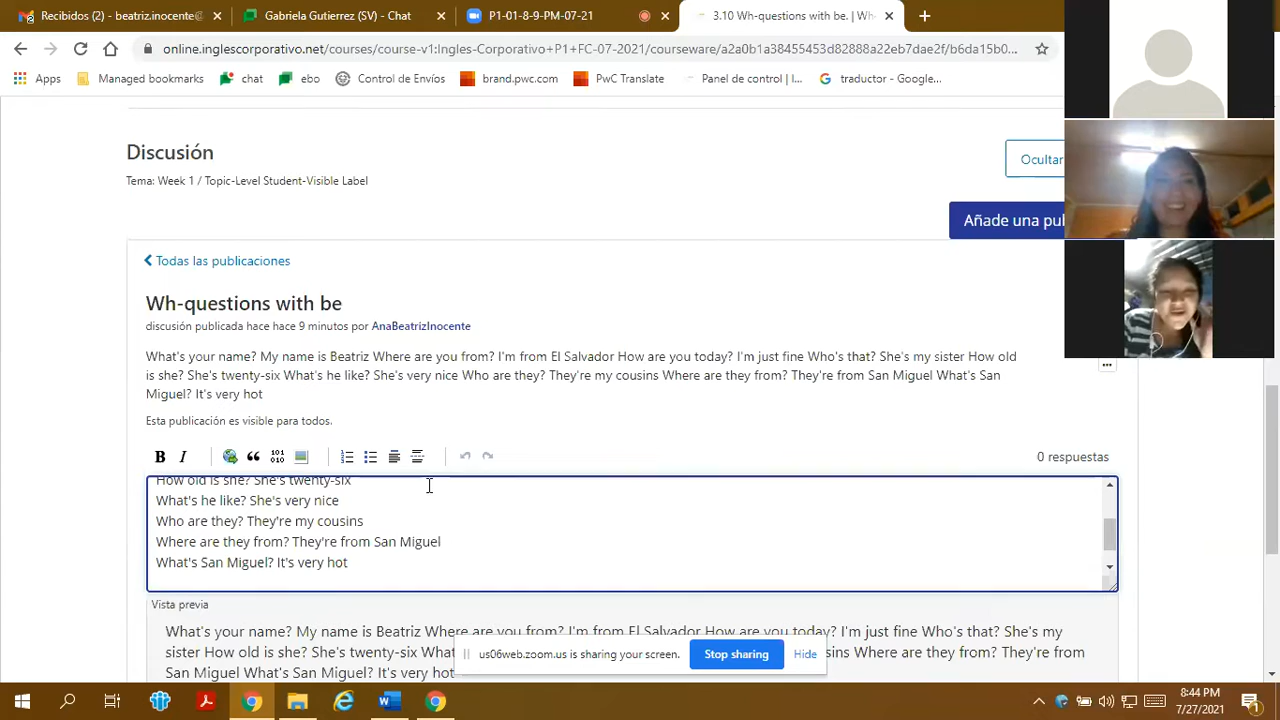 Recibidos (2) - beatriz.inocente@
Gabriela Gutierrez (SV) - Chat
P1-01-8-9-PM-07-21
3.10 Wh-questions with be. | Wh-
online.inglescorporativo.net/courses/course-v1:Ingles-Corporativo+P1+FC-07-2021/courseware/a2a0b1a38455453d82888a22eb7dae2f/b6da15b0...
Apps
Managed bookmarks
chat
ebo
Control de Envíos
brand.pwc.com
PwC Translate
Panel de control | I...
traductor - Google...
Discusión
Ocultar
Tema: Week 1 / Topic-Level Student-Visible Label
Añade una pul
Todas las publicaciones
Wh-questions with be
discusión publicada hace hace 9 minutos por AnaBeatrizInocente
What's your name? My name is Beatriz Where are you from? I'm from El Salvador How are you today? I'm just fine Who's that? She's my sister How old
is she? She's twenty-six What's he like? She's very nice Who are they? They're my cousins Where are they from? They're from San Miguel What's San
Miguel? It's very hot
Esta publicación es visible para todos.
B I
0 respuestas
How old is she? She's twenty-six
What's he like? She's very nice
Who are they? They're my cousins
Where are they from? They're from San Miguel
What's San Miguel? It's very hot
Vista previa
What's your name? My name is Beatriz Where are you from? I'm from El Salvador How are you today? I'm just fine Who's that? She's my
sister How old is she? She's twenty-six What
sins Where are they from? They're from
San Miguel What's San Miguel? It's very hot
us06web.zoom.us is sharing your screen.
Stop sharing
Hide
8:44 PM
7/27/2021